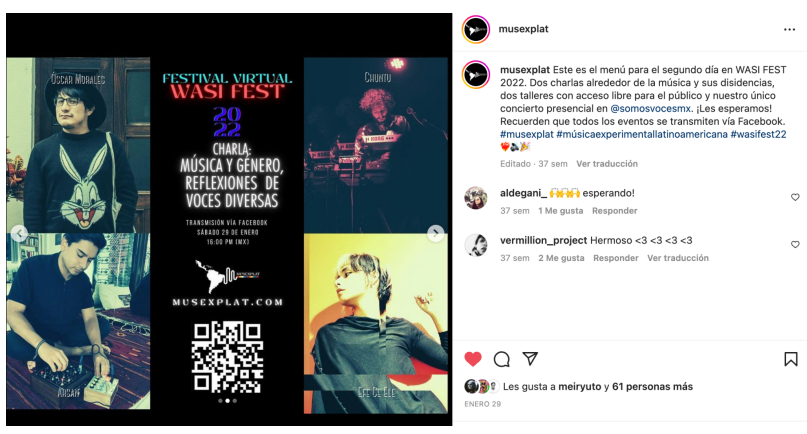 ÓSCAR MORALES
CHUNTU
FESTIVAL VIRTUAL
WASI FEST
20
22
CHARLA:
MÚSICA Y GÉNERO,
REFLEXIONES DE
VOCES DIVERSAS
TRANSMISIÓN VÍA FACEBOOK
SÁBADO 29 DE ENERO
16:00 PM (MX)
MUSEXPLAT
MUSEXPLAT.COM
EFE CE ELE
musexplat
musexplat Este es el menú para el segundo día en WASI FEST
2022. Dos charlas alrededor de la música y sus disidencias,
dos talleres con acceso libre para el público y nuestro único
concierto presencial en @somosvocesmx. ¡Les esperamos!
Recuerden que todos los eventos se transmiten vía Facebook.
#musexplat #músicaexperimentallatinoamericana #wasifest22
❤️‍🔥🔊🎉
Editado · 37 sem Ver traducción
aldegani_ 🙌🙌 esperando!
37 sem 1 Me gusta Responder
vermillion_project Hermoso <3 <3 <3 <3
37 sem 2 Me gusta Responder Ver traducción
Les gusta a meiryuto y 61 personas más
ENERO 29